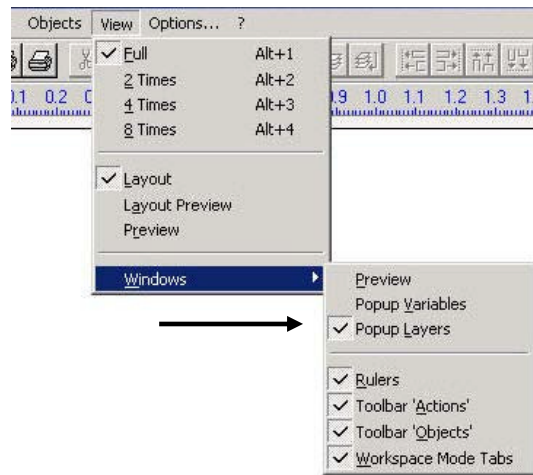 Objects View Options... ?
Full Alt+1
2 Times Alt+2
4 Times Alt+3
8 Times Alt+4
0.2 0.9 1.0 1.1 1.2 1.3
Layout
Layout Preview
Preview
Windows
Preview
Popup Variables
Popup Layers
Rulers
Toolbar 'Actions'
Toolbar 'Objects'
Workspace Mode Tabs